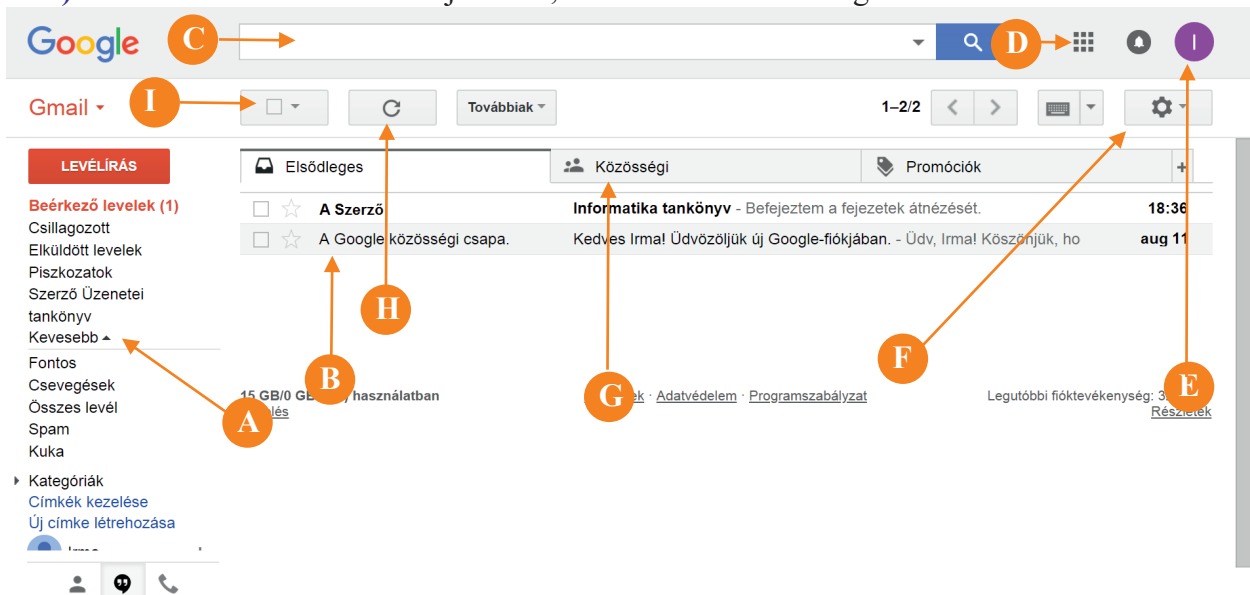 Google
C
D
I
Gmail
I
Továbbiak
1–2/2
LEVÉLÍRÁS
Elsődleges
Közösségi
Promóciók
+
Beérkező levelek (1)
A Szerző
Informatika tankönyv - Befejeztem a fejezetek átnézését.
18:36
Csillagozott
A Google közösségi csapa.
Kedves Irma! Üdvözöljük új Google-fiókjában. - Üdv, Irma! Köszönjük, ho
aug 11
Elküldött levelek
Piszkozatok
Szerző Üzenetei
H
tankönyv
Kevesebb
F
Fontos
B
E
Csevegések
15 GB/0 használatban
G
Adatvédelem · Programszabályzat
Legutóbbi fióktevékenység:
Összes levél
Részletek
A
Spam
Kuka
Kategóriák
Címkék kezelése
Új címke létrehozása